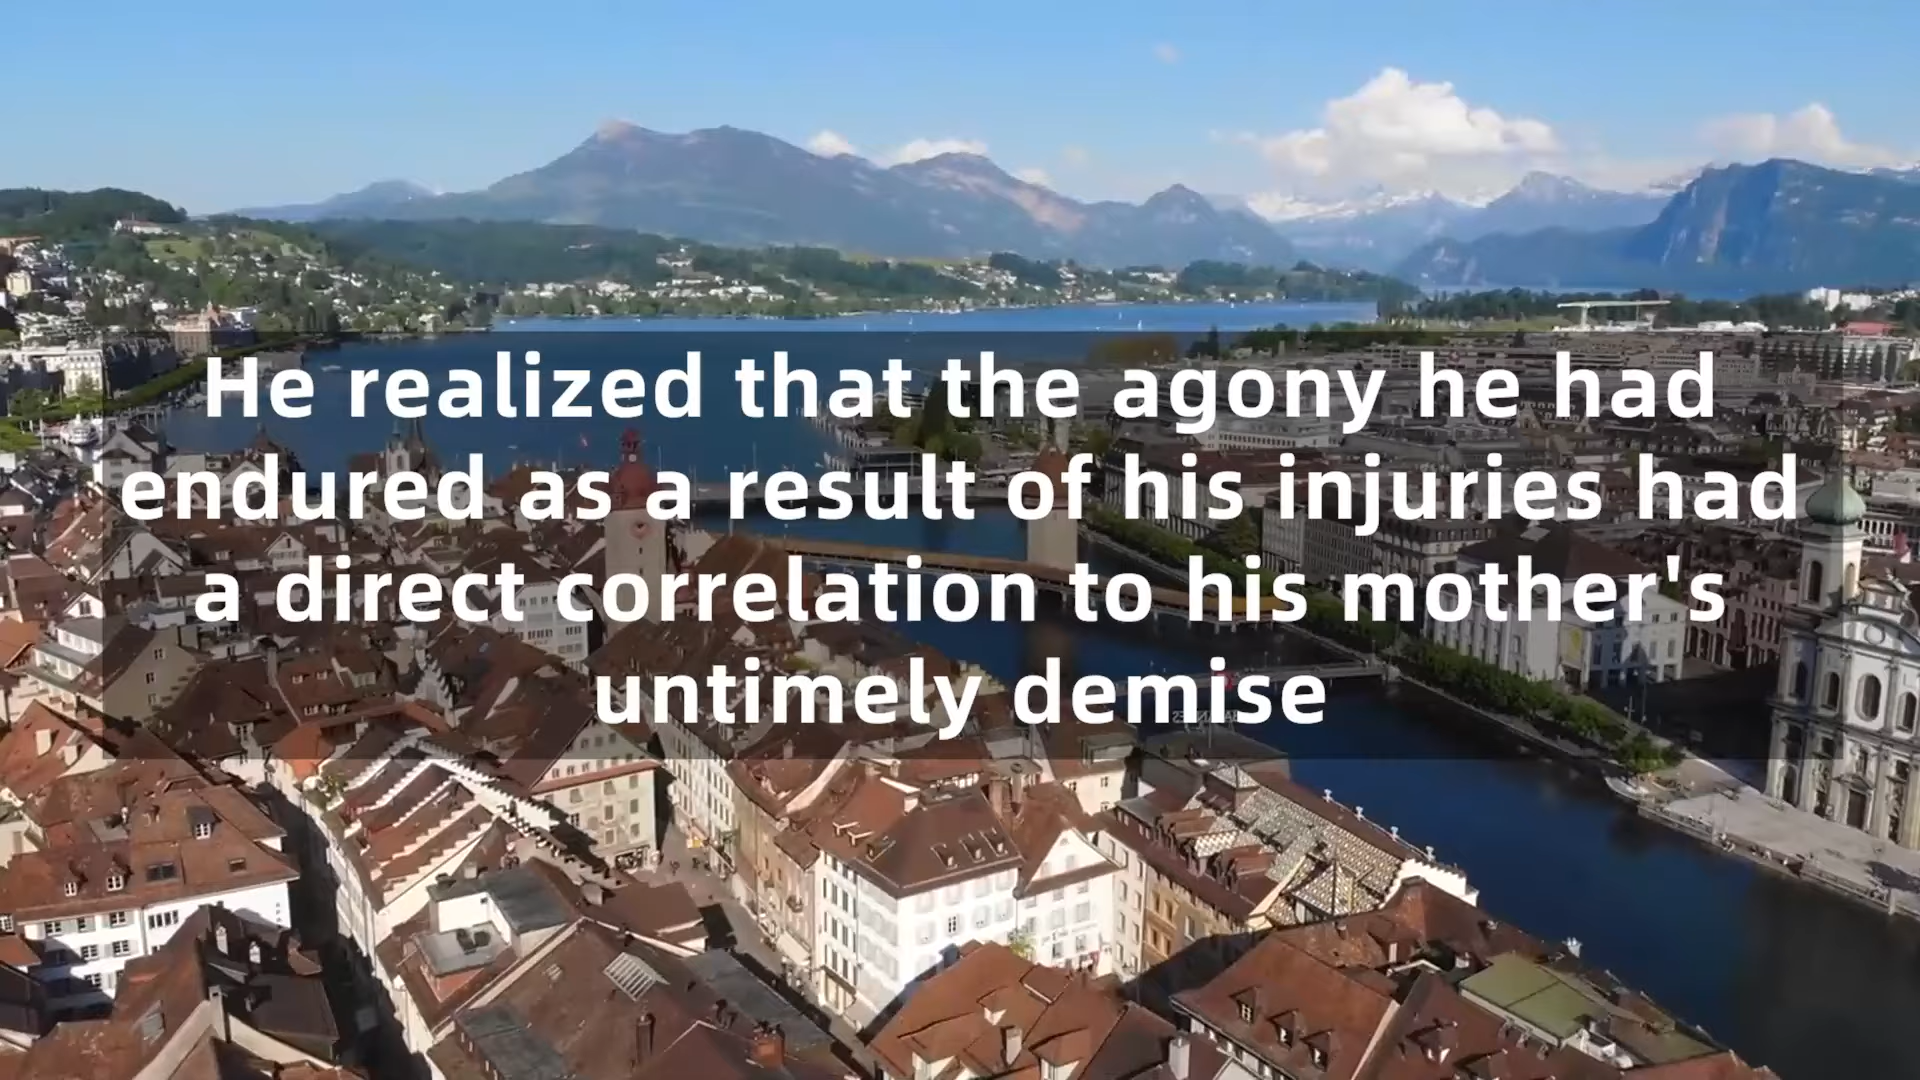 He realized that the agony he had
endured as a result of his injuries had
a direct correlation to his mother's
untimely demise